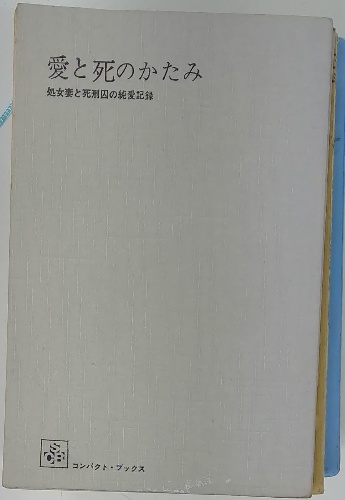 愛と死のかたみ
処女妻と死刑囚の純愛記録
SCB
コンパクト・ブックス